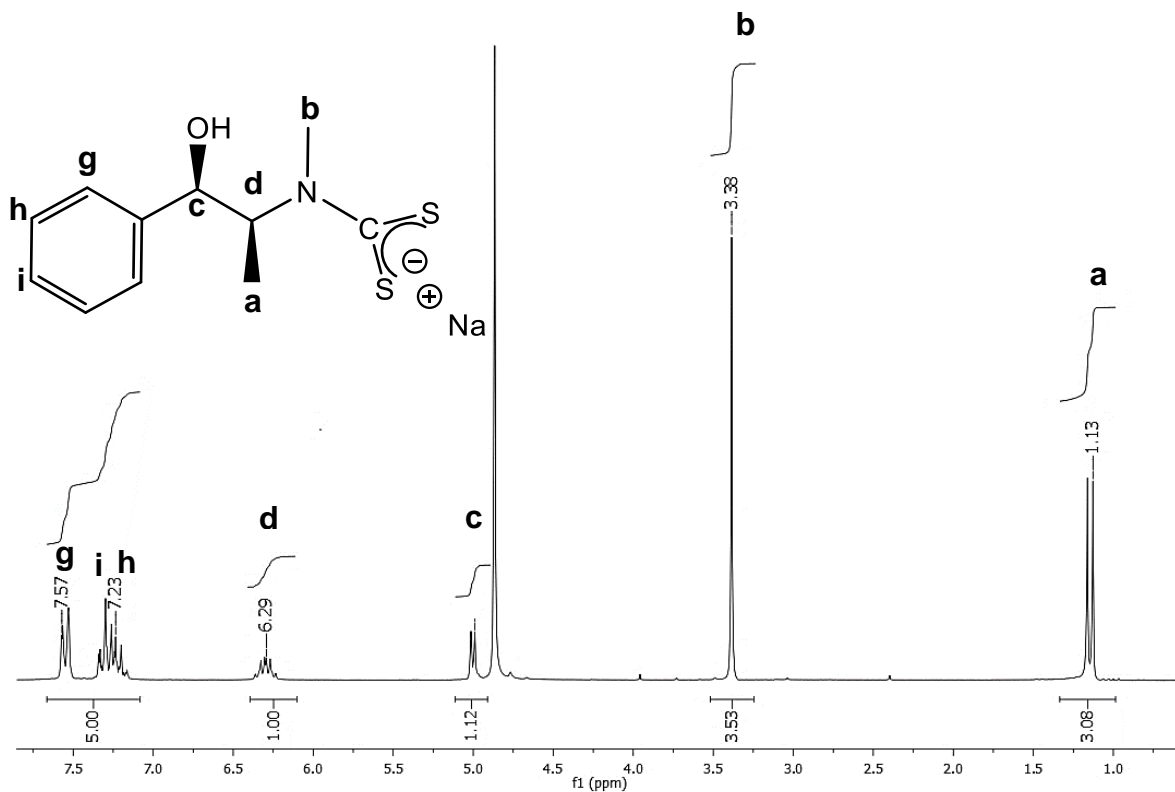 b
OH
b
g
d
N
h
c
C
S
i
S
−
a
+
Na
a
g
i
h
d
c
7.57
7.23
6.29
3.38
1.13
5.00
1.00
1.12
3.53
3.08
7.5 7.0 6.5 6.0 5.5 5.0 4.5 4.0 3.5 3.0 2.5 2.0 1.5 1.0
f1 (ppm)